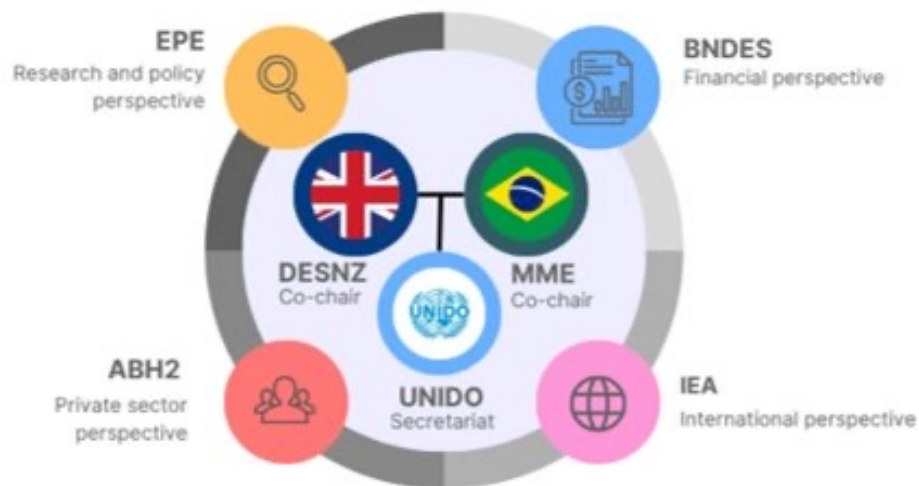 EPE
Research and policy
perspective
BNDES
Financial perspective
$
DESNZ
Co-chair
MME
Co-chair
UNIDO
UNIDO
Secretariat
ABH2
Private sector
perspective
IEA
International perspective